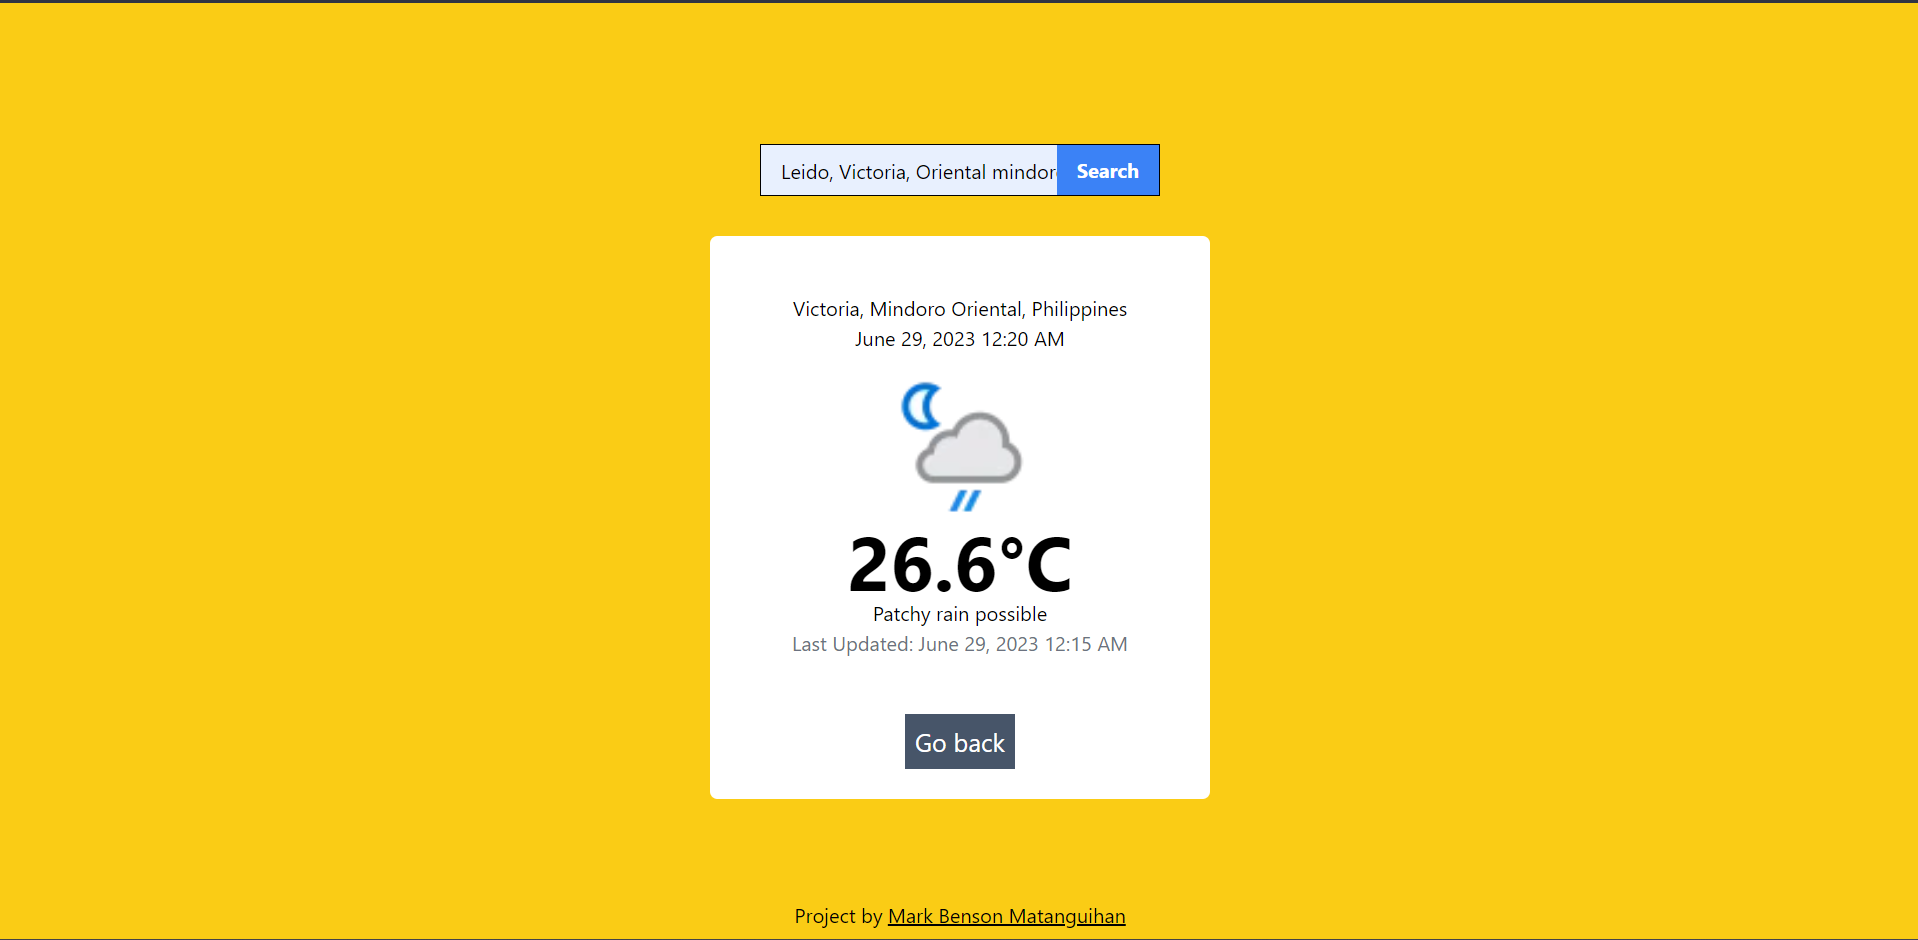 Leido, Victoria, Oriental mindor
Search
Victoria, Mindoro Oriental, Philippines
June 29, 2023 12:20 AM
26.6°C
Patchy rain possible
Last Updated: June 29, 2023 12:15 AM
Go back
Project by Mark Benson Matanguihan